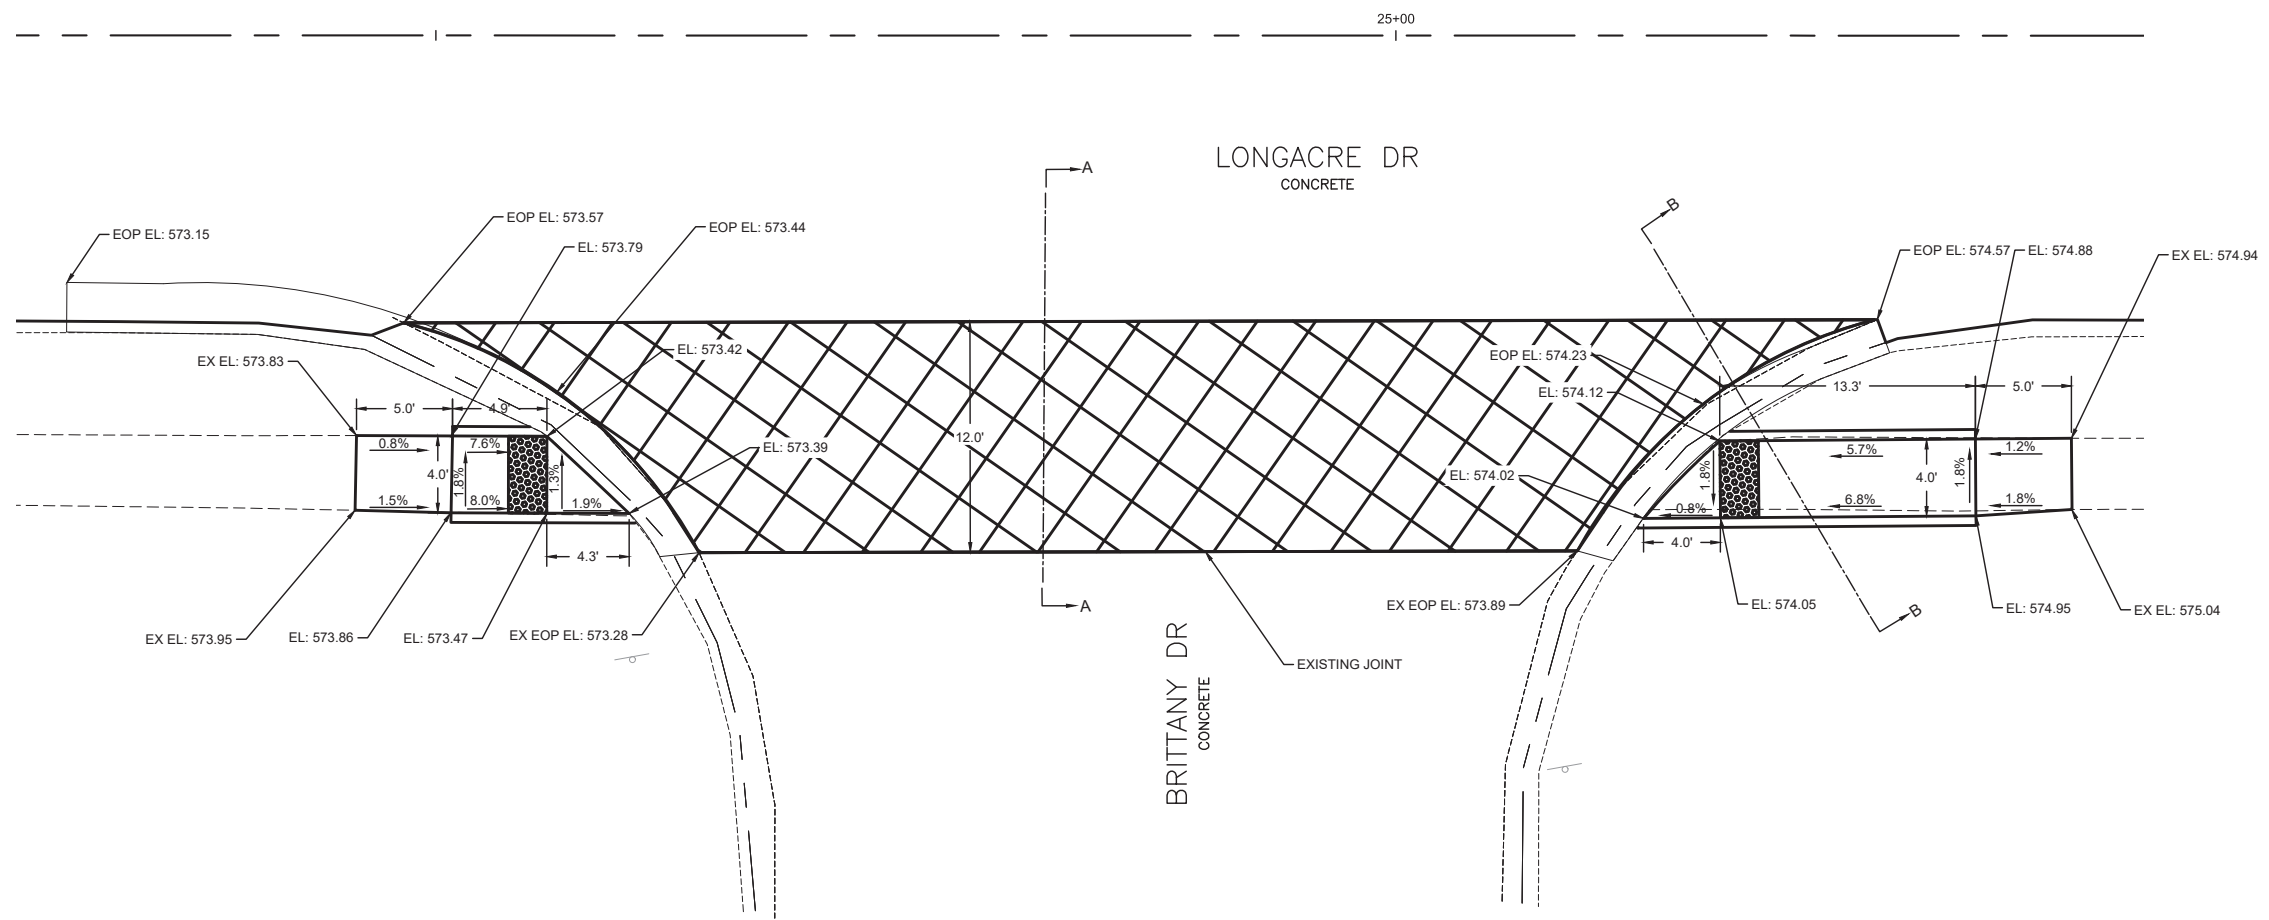 25+00
LONGACRE DR
CONCRETE
A
B
EOP EL: 573.15
EOP EL: 573.57
EL: 573.79
EOP EL: 573.44
EOP EL: 574.57
EL: 574.88
EX EL: 574.94
EX EL: 573.83
EL: 573.42
EOP EL: 574.23
EL: 574.12
13.3'
5.0'
5.0'
4.9'
12.0'
0.8%
7.6%
4.0'
1.8%
1.3%
1.5%
8.0%
1.9%
EL: 573.39
EL: 574.02
1.8%
5.7%
1.2%
4.0'
1.8%
0.8%
6.8%
1.8%
4.3'
4.0'
EX EL: 573.95
EL: 573.86
EL: 573.47
EX EOP EL: 573.28
A
EX EOP EL: 573.89
EL: 574.05
B
EL: 574.95
EX EL: 575.04
EXISTING JOINT
BRITTANY DR
CONCRETE